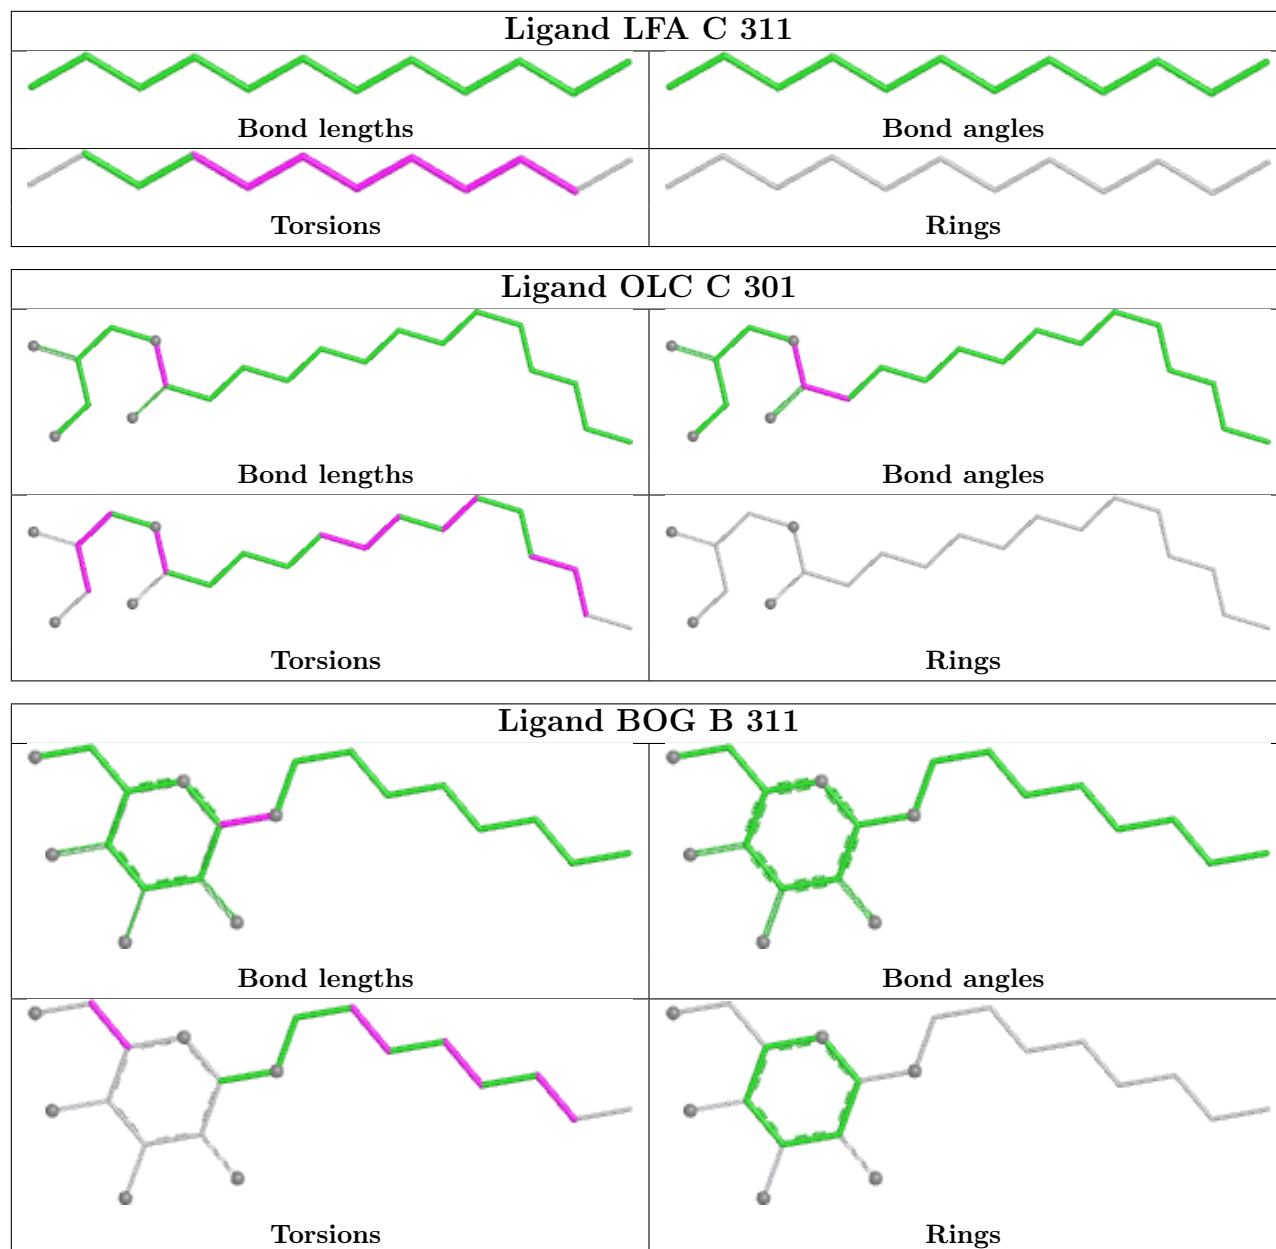 Ligand LFA C 311
Bond lengths
Bond angles
Torsions
Rings
Ligand OLC C 301
Bond lengths
Bond angles
Torsions
Rings
Ligand BOG B 311
Bond lengths
Bond angles
Torsions
Rings